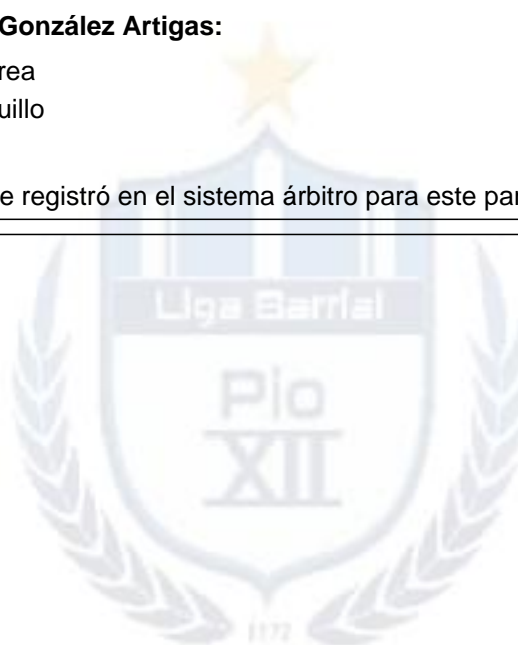 González Artigas:
rea
uillo
e registró en el sistema árbitro para este par
Liga Barrial
Pio
XII